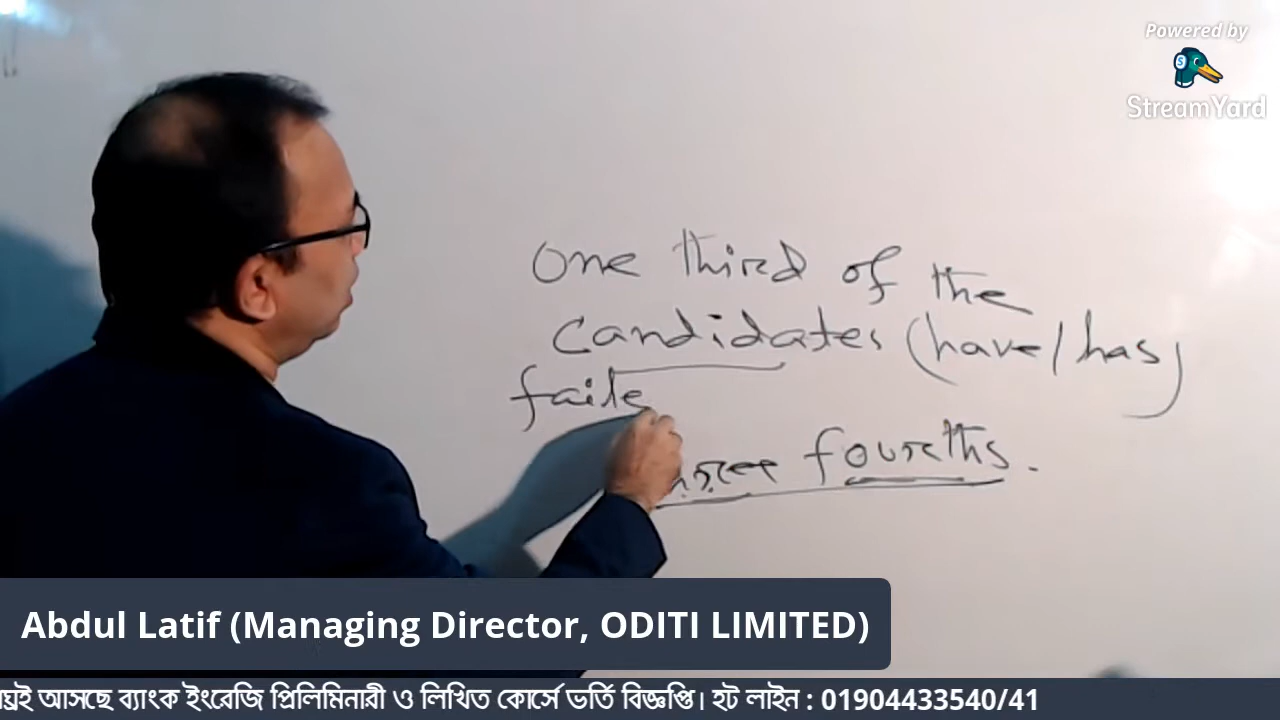 Powered by
StreamYard
One third of the
candidates (have/has)
faile
three fourths.
Abdul Latif (Managing Director, ODITI LIMITED)
আসছে ব্যাংক ইংরেজি প্রিলিমিনারী ও লিখিত কোর্সে ভর্তি বিজ্ঞপ্তি। হট লাইন : 01904433540/41